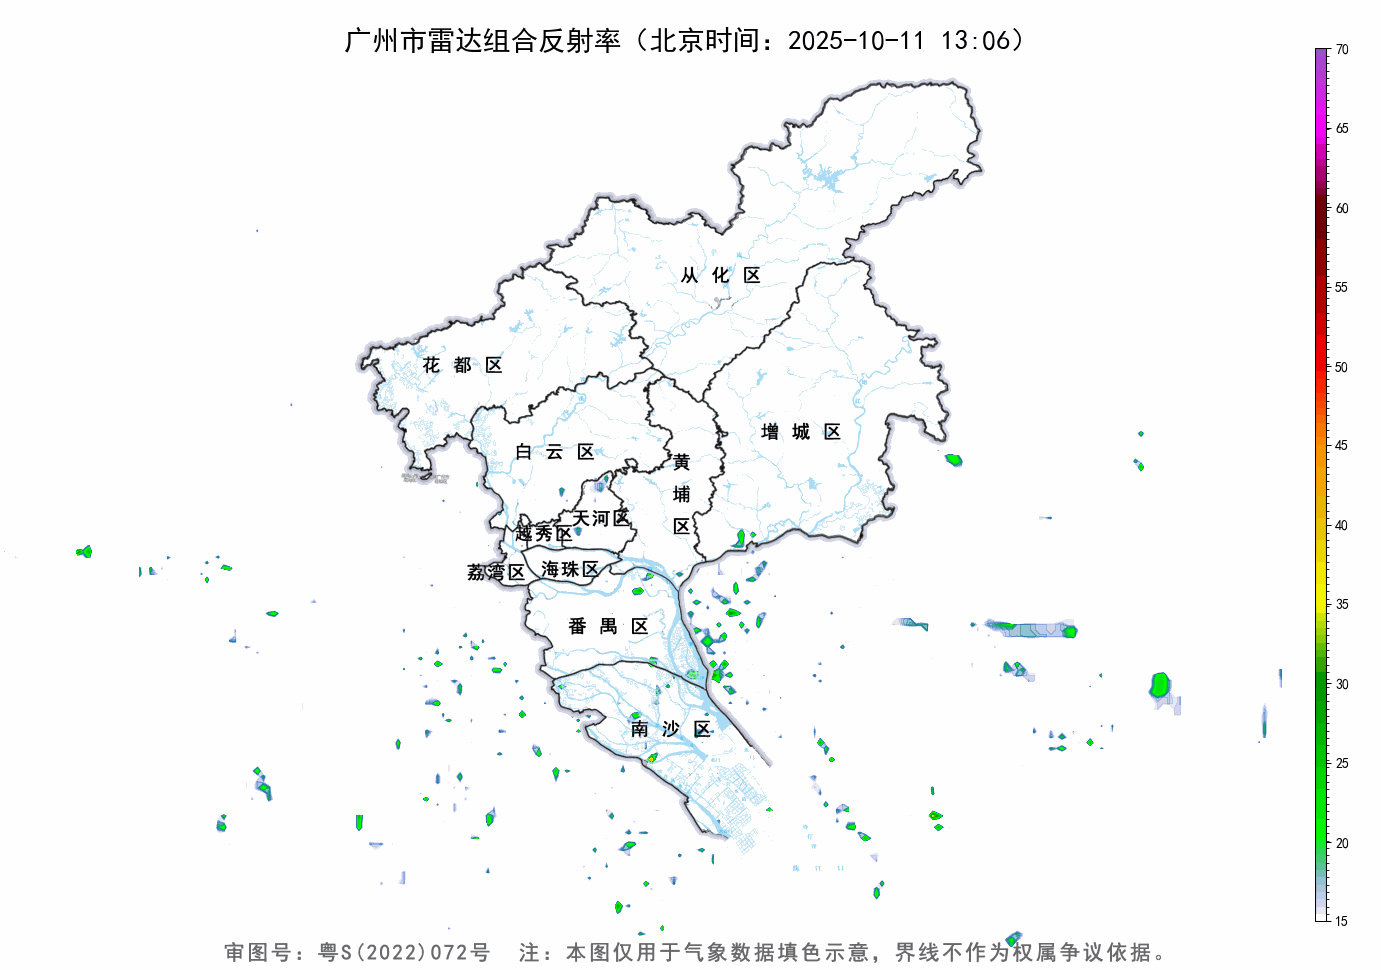 广州市雷达组合反射率（北京时间：2025-10-11 13:06）
70
65
60
55
50
45
40
35
30
25
20
15
从化区
花都区
增城区
白云区
黄埔区
天河区
越秀区
荔湾区
海珠区
番禺区
南沙区
审图号：粤S(2022)072号 注：本图仅用于气象数据填色示意，界线不作为权属争议依据。